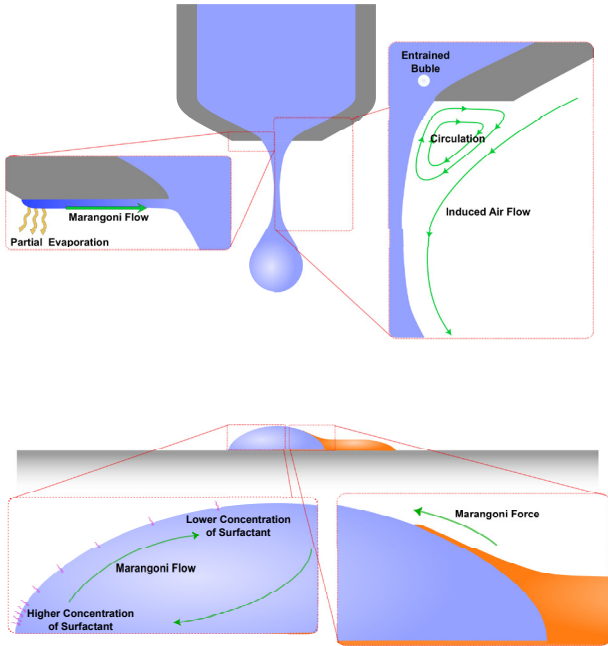 Entrained
Buble
Circulation
Induced Air Flow
Marangoni Flow
Partial Evaporation
Lower Concentration
of Surfactant
Marangoni Flow
Higher Concentration
of Surfactant
Marangoni Force